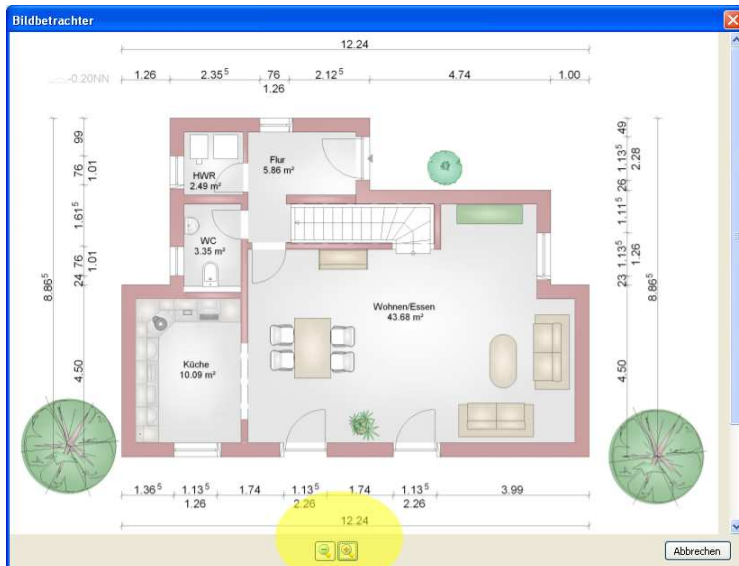 Bildbetrachter
12.24
-0.20NN
1.26 2.35⁵ 76 2.12⁵ 4.74 1.00
1.26
99
76 1.01
1.61⁵
76 1.01
24
4.50
8.86⁵
Flur
5.86 m²
HWR
2.49 m²
WC
3.35 m²
Wohnen/Essen
43.68 m²
Küche
10.09 m²
49
1.13⁵ 2.28
26
1.11⁵
1.13⁵ 1.26
23
4.50
8.86⁵
1.36⁵ 1.13⁵ 1.74 1.13⁵ 1.74 1.13⁵ 3.99
1.26 2.26 2.26
12.24
Abbrechen